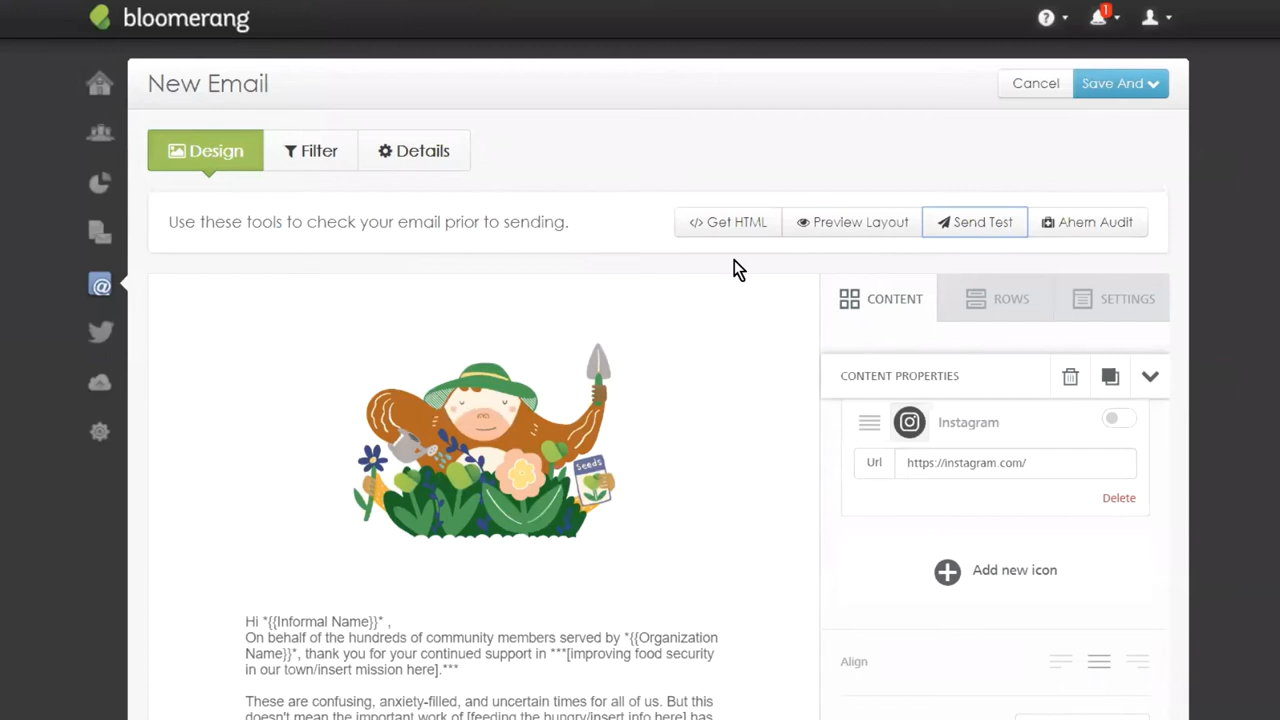 bloomerang
1
New Email
Cancel
Save And
Design
Filter
Details
Use these tools to check your email prior to sending.
</> Get HTML
Preview Layout
Send Test
Ahern Audit
CONTENT
ROWS
SETTINGS
CONTENT PROPERTIES
Instagram
Url
https://instagram.com/
Delete
Add new icon
Align
Seeds
Hi *{{Informal Name}}* ,
On behalf of the hundreds of community members served by *{{Organization
Name}}*, thank you for your continued support in ***[improving food security
in our town/insert mission here].***
These are confusing, anxiety-filled, and uncertain times for all of us. But this
doesn't mean the important work of [feeding the hungry/insert info here] has